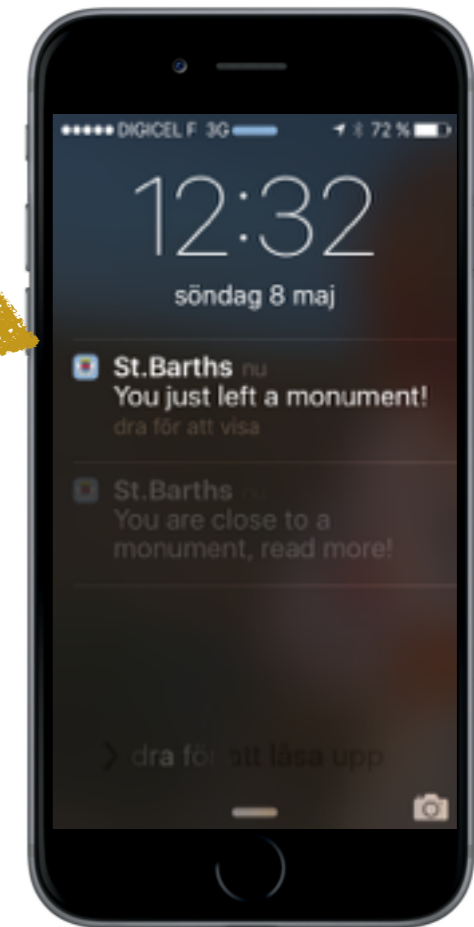 DIGICEL F 3G 72 %
12:32
söndag 8 maj
St.Barths nu
You just left a monument!
dra för att visa
St.Barths nu
You are close to a
monument, read more!
dra för att låsa upp